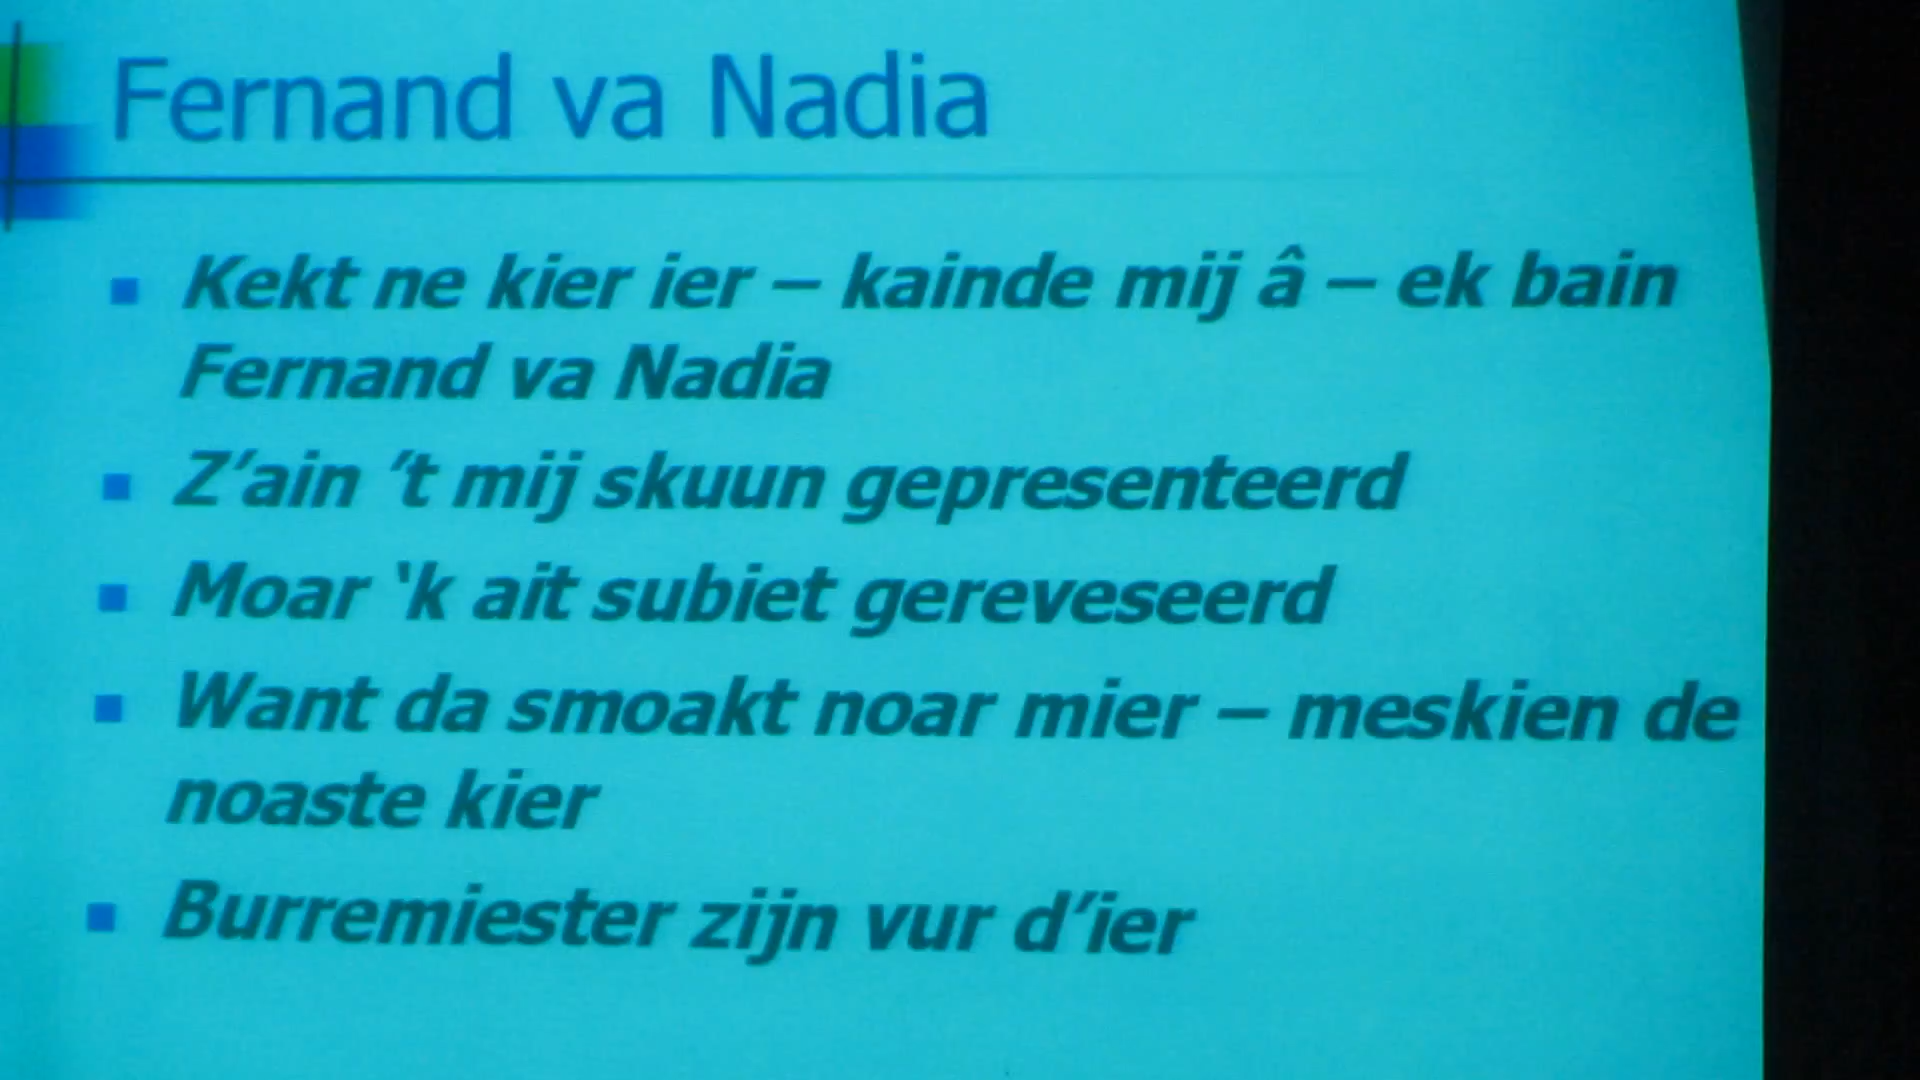 Fernand va Nadia
Kekt ne kier ier – kainde mij â – ek bain
Fernand va Nadia
Z’ain ’t mij skuun gepresenteerd
Moar ‘k ait subiet gereveseerd
Want da smoakt noar mier – meskien de
noaste kier
Burremiester zijn vur d’ier